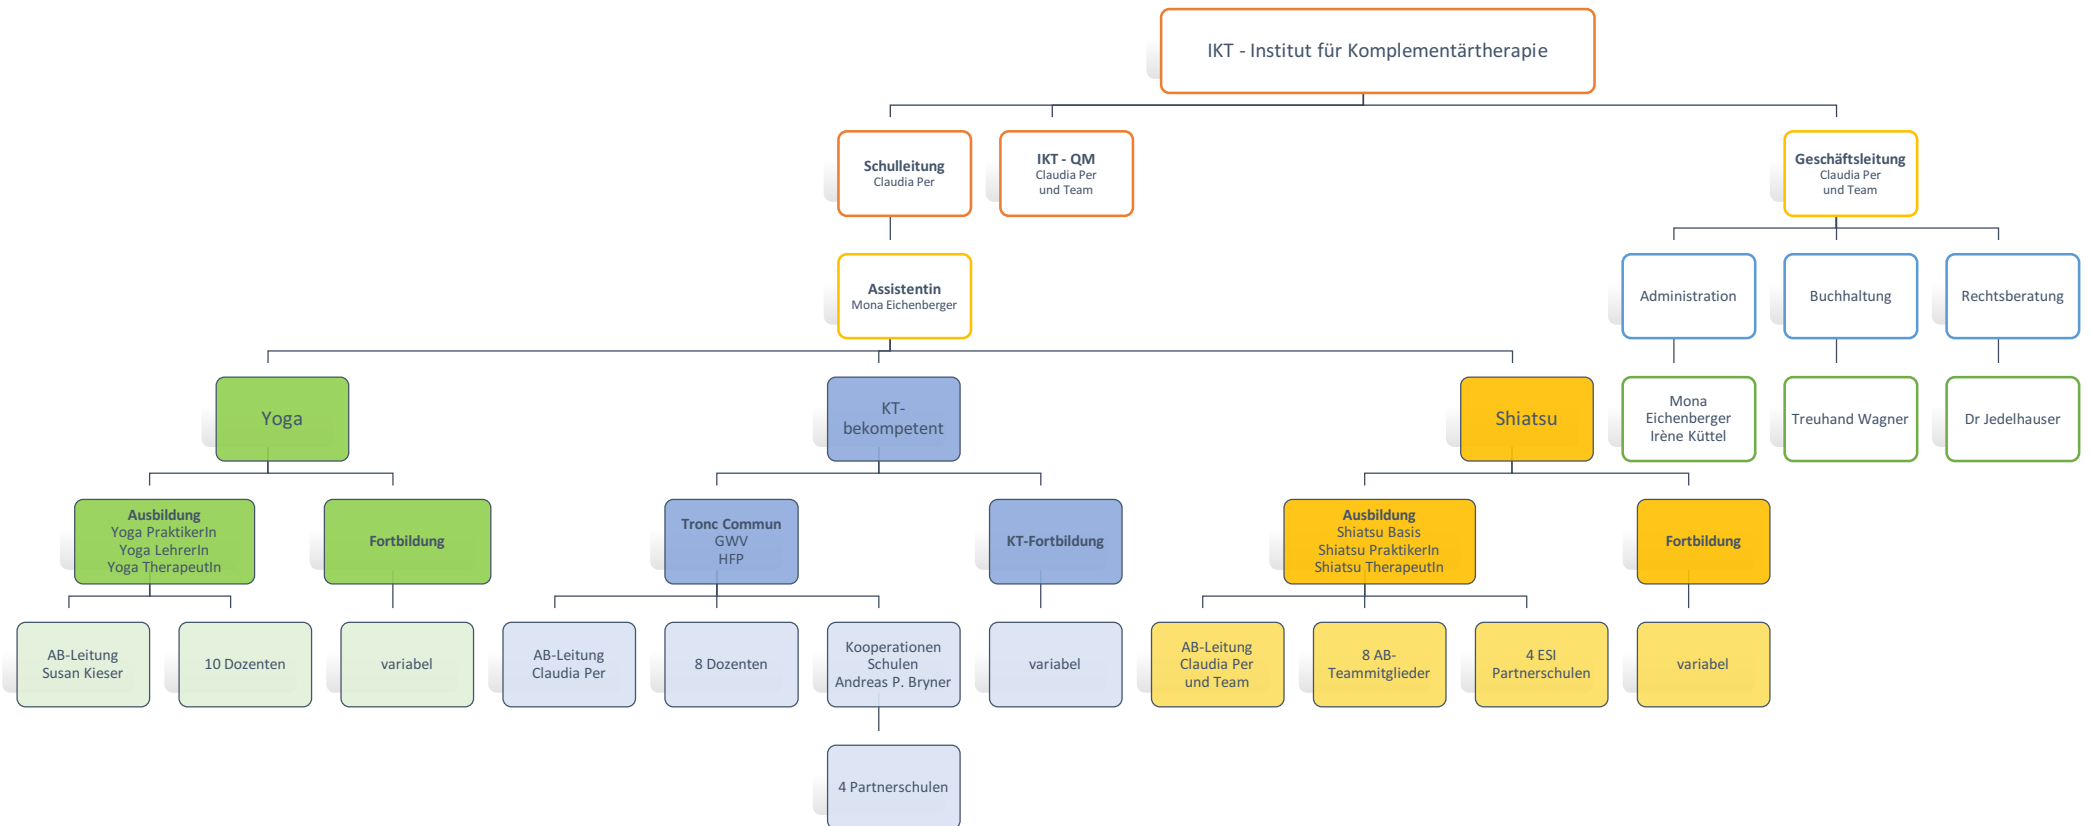 IKT - Institut für Komplementärtherapie
Schulleitung
Claudia Per
IKT - QM
Claudia Per
und Team
Geschäftsleitung
Claudia Per
und Team
Assistentin
Mona Eichenberger
Administration
Buchhaltung
Rechtsberatung
Yoga
KT-
bekompetent
Shiatsu
Mona
Eichenberger
Irène Küttel
Treuhand Wagner
Dr Jedelhauser
Ausbildung
Yoga PraktikerIn
Yoga LehrerIn
Yoga TherapeutIn
Fortbildung
Tronc Commun
GWV
HFP
KT-Fortbildung
Ausbildung
Shiatsu Basis
Shiatsu PraktikerIn
Shiatsu TherapeutIn
Fortbildung
AB-Leitung
Susan Kieser
10 Dozenten
variabel
AB-Leitung
Claudia Per
8 Dozenten
Kooperationen
Schulen
Andreas P. Bryner
variabel
AB-Leitung
Claudia Per
und Team
8 AB-
Teammitglieder
4 ESI
Partnerschulen
variabel
4 Partnerschulen